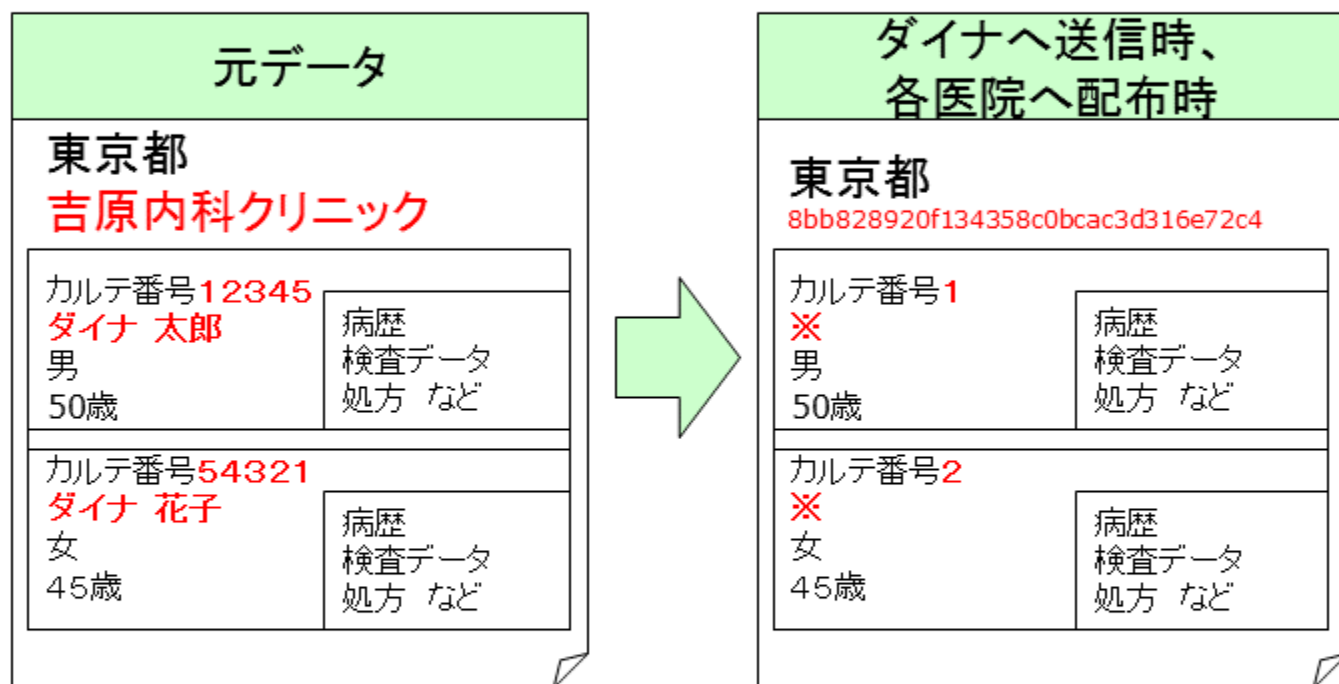 元データ
東京都
吉原内科クリニック
カルテ番号12345
ダイナ 太郎
男
50歳
病歴
検査データ
処方 など
カルテ番号54321
ダイナ 花子
女
45歳
病歴
検査データ
処方 など
ダイナへ送信時、
各医院へ配布時
東京都
8bb828920f134358c0bcac3d316e72c4
カルテ番号1
※
男
50歳
病歴
検査データ
処方 など
カルテ番号2
※
女
45歳
病歴
検査データ
処方 など